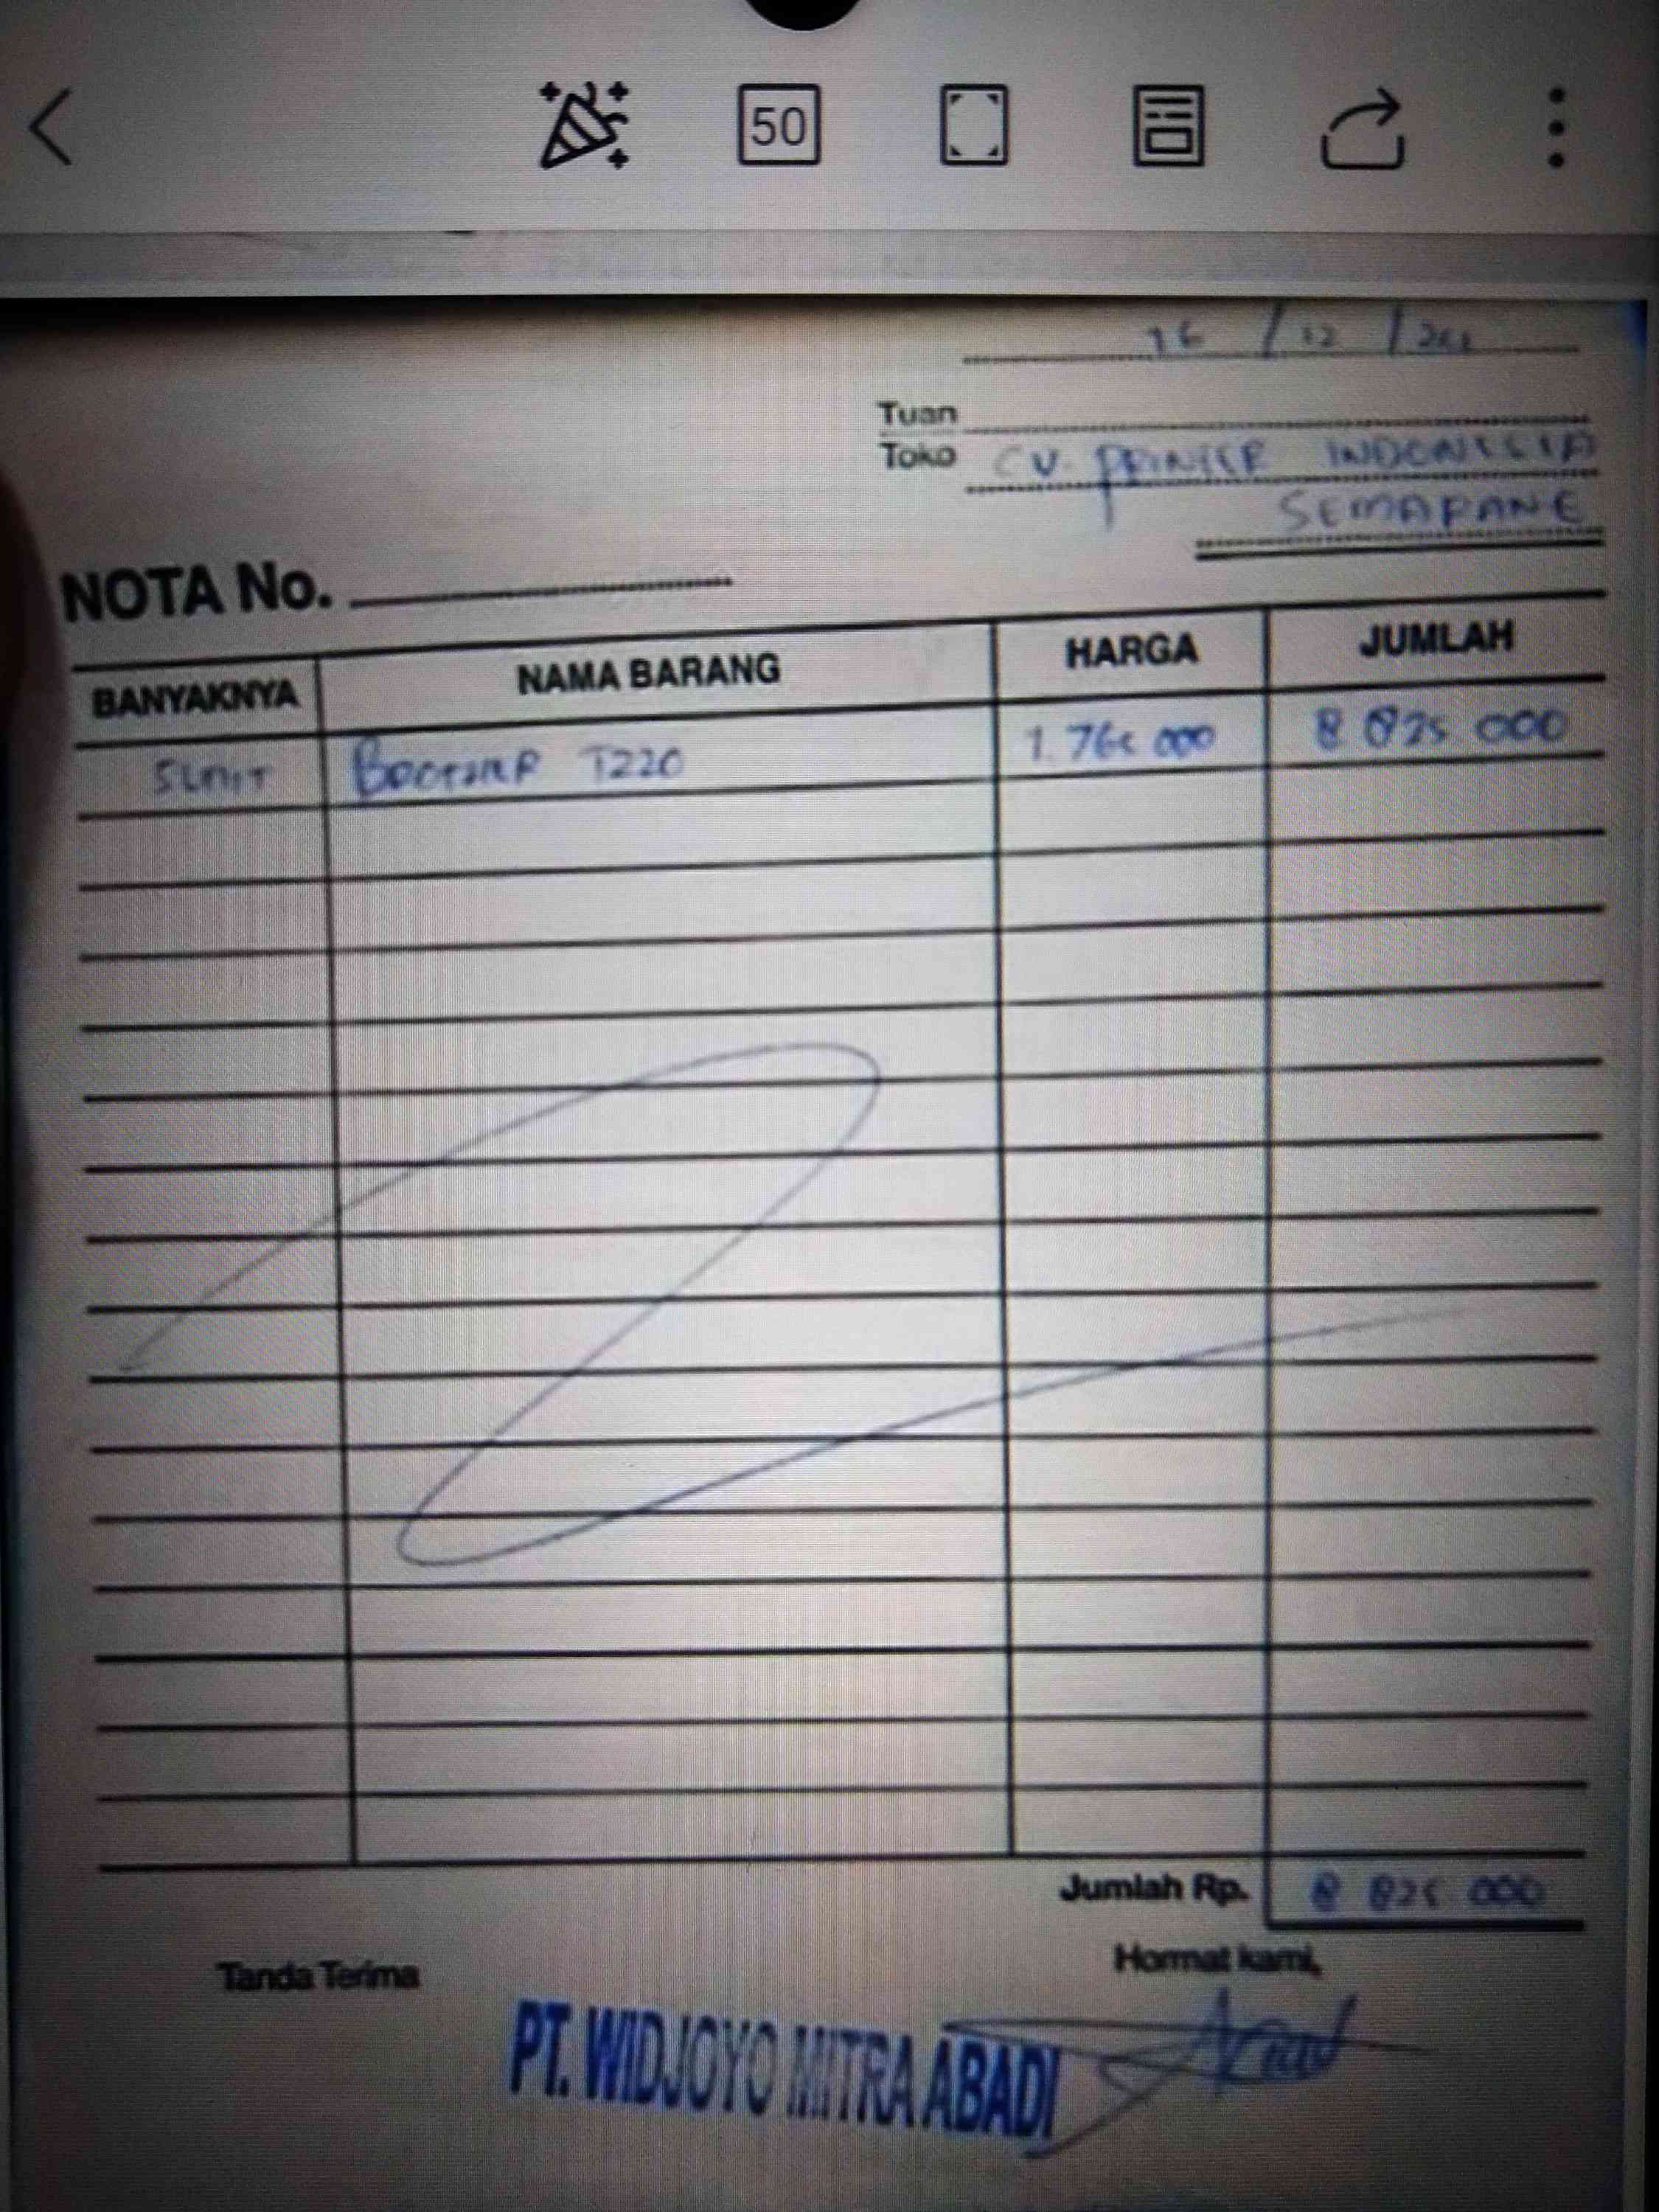 50
16 / 12 /
Tuan
Toko CV. PRINTER INDONESIA
SEMARANG
NOTA No.
BANYAKNYA NAMA BARANG HARGA JUMLAH
5 Unit T220 1.765 000 8 825 000
Jumlah Rp. 8 825 000
Tanda Terima Hormat kami,
PT. WIDJOYO MITRA ABADI